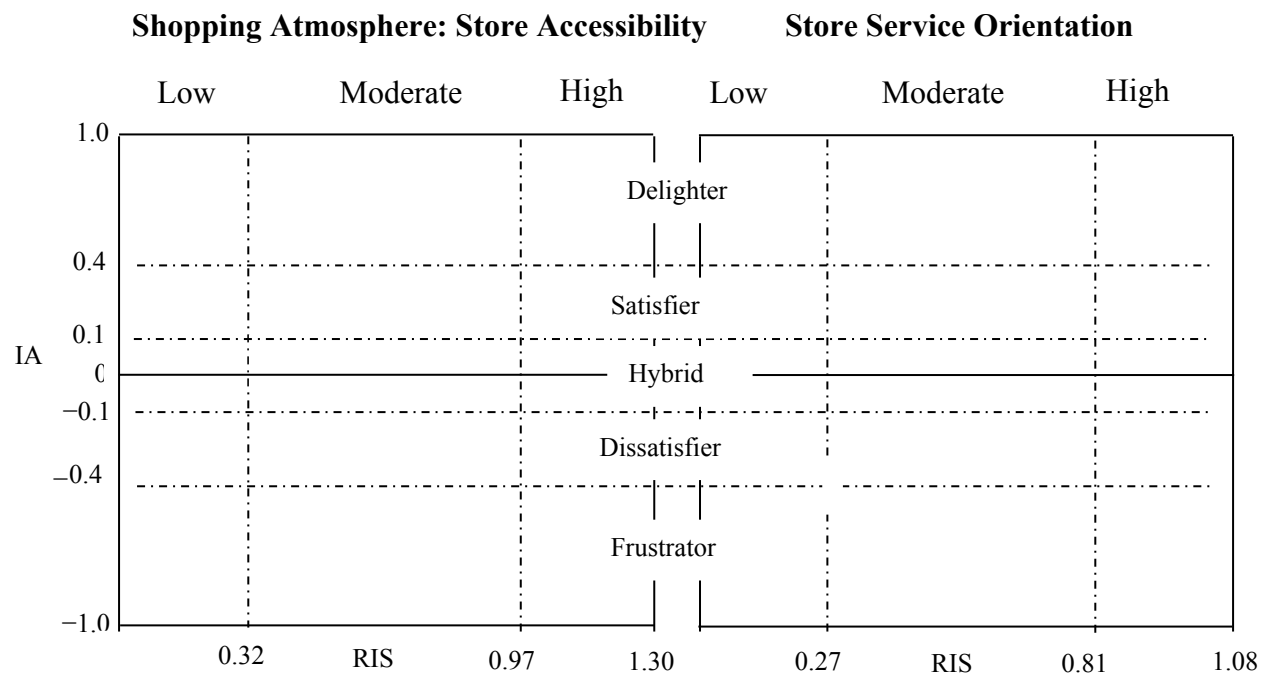 Shopping Atmosphere: Store Accessibility Store Service Orientation
Low Moderate High Low Moderate High
1.0
Delighter
0.4
Satisfier
0.1
IA
0 Hybrid
−0.1
Dissatisfier
−0.4
Frustrator
−1.0
0.32 RIS 0.97 1.30 0.27 RIS 0.81 1.08